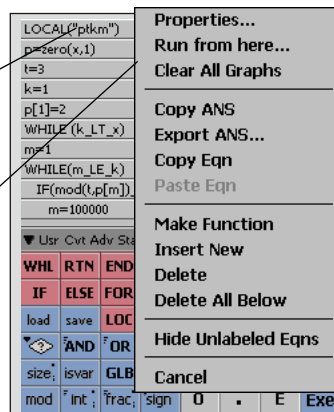 LOCAL("ptkm")
p=zero(x,1)
t=3
k=1
p[1]=2
WHILE (k_LT_x)
m=1
WHILE(m_LE_k)
IF(mod(t,p[m])_
m=100000
Usr Cvt Adv Sta
WHL RTN END
IF ELSE FOR
load save LOC
<?> AND OR
size; isvar GLB
mod int; frac; sign 0 . E Exe
Properties...
Run from here...
Clear All Graphs
Copy ANS
Export ANS...
Copy Eqn
Paste Eqn
Make Function
Insert New
Delete
Delete All Below
Hide Unlabeled Eqns
Cancel